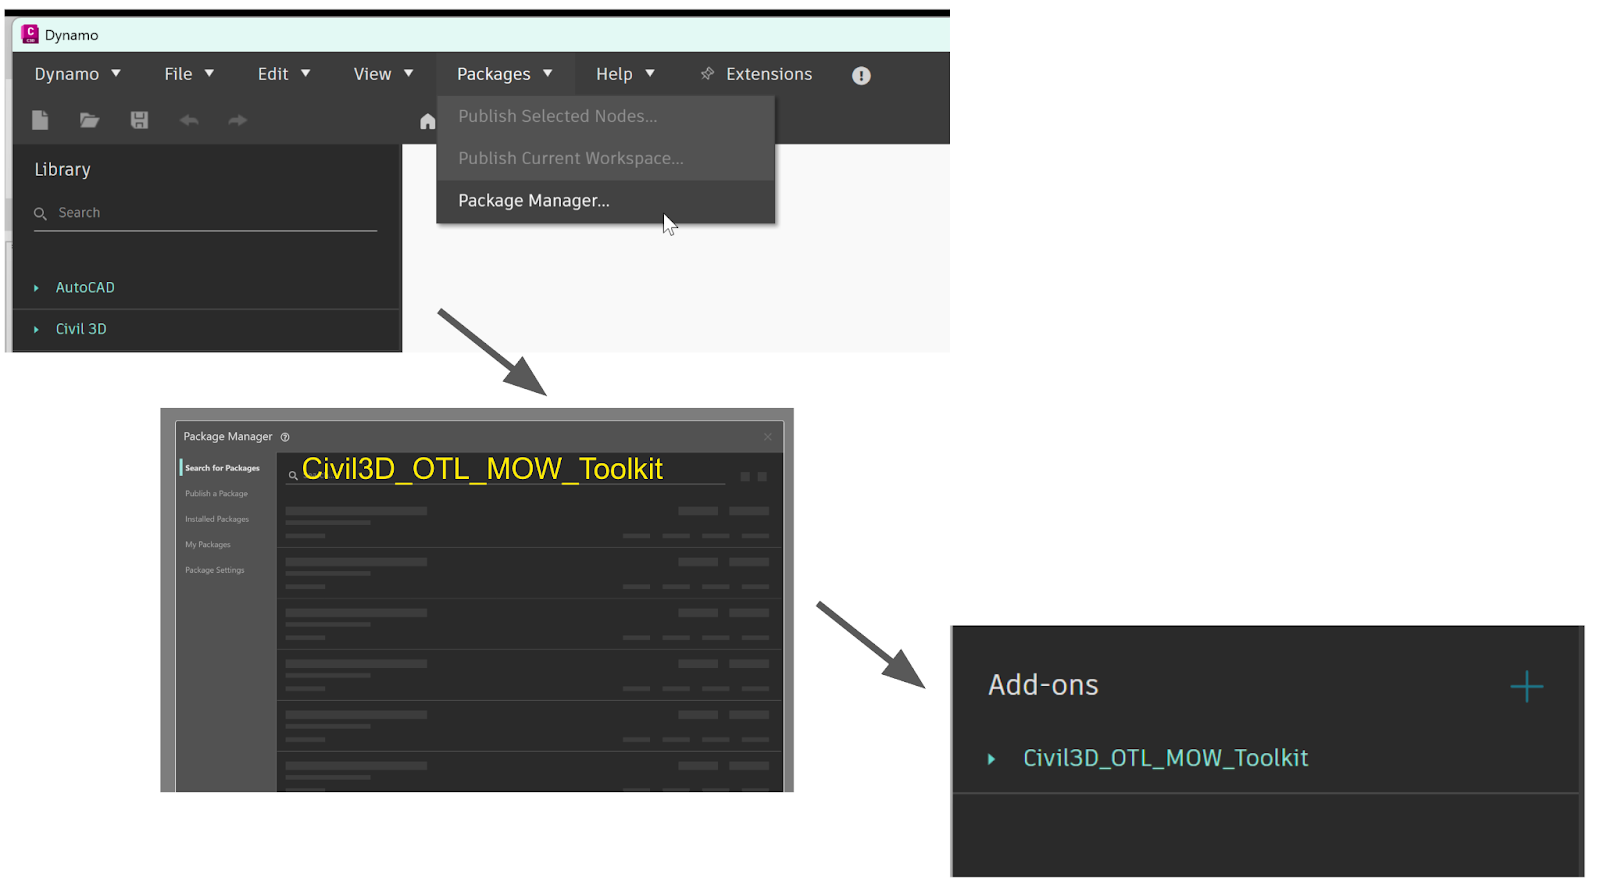 Dynamo
Dynamo File Edit View Packages Help Extensions
Publish Selected Nodes...
Publish Current Workspace...
Package Manager...
Library
Search
AutoCAD
Civil 3D
Package Manager
Search for Packages
Publish a Package
Installed Packages
My Packages
Package Settings
Civil3D_OTL_MOW_Toolkit
Add-ons
Civil3D_OTL_MOW_Toolkit